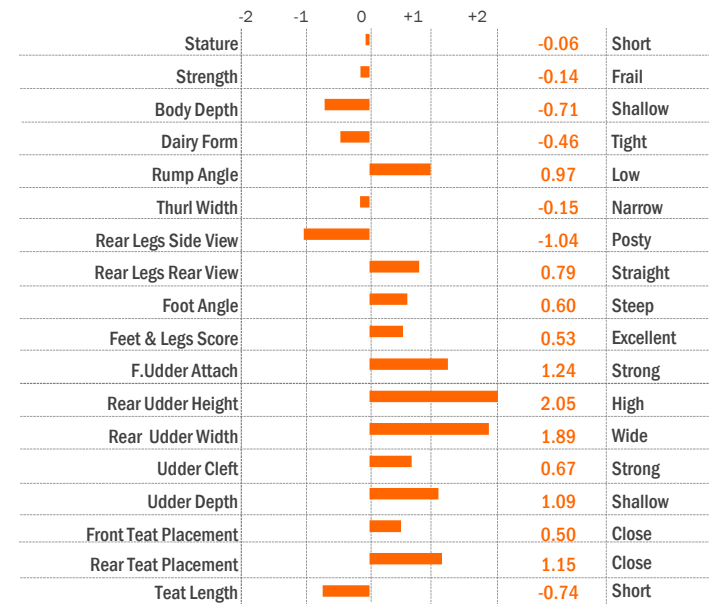 -2 -1 0 +1 +2
Stature -0.06 Short
Strength -0.14 Frail
Body Depth -0.71 Shallow
Dairy Form -0.46 Tight
Rump Angle 0.97 Low
Thurl Width -0.15 Narrow
Rear Legs Side View -1.04 Posty
Rear Legs Rear View 0.79 Straight
Foot Angle 0.60 Steep
Feet & Legs Score 0.53 Excellent
F.Udder Attach 1.24 Strong
Rear Udder Height 2.05 High
Rear Udder Width 1.89 Wide
Udder Cleft 0.67 Strong
Udder Depth 1.09 Shallow
Front Teat Placement 0.50 Close
Rear Teat Placement 1.15 Close
Teat Length -0.74 Short